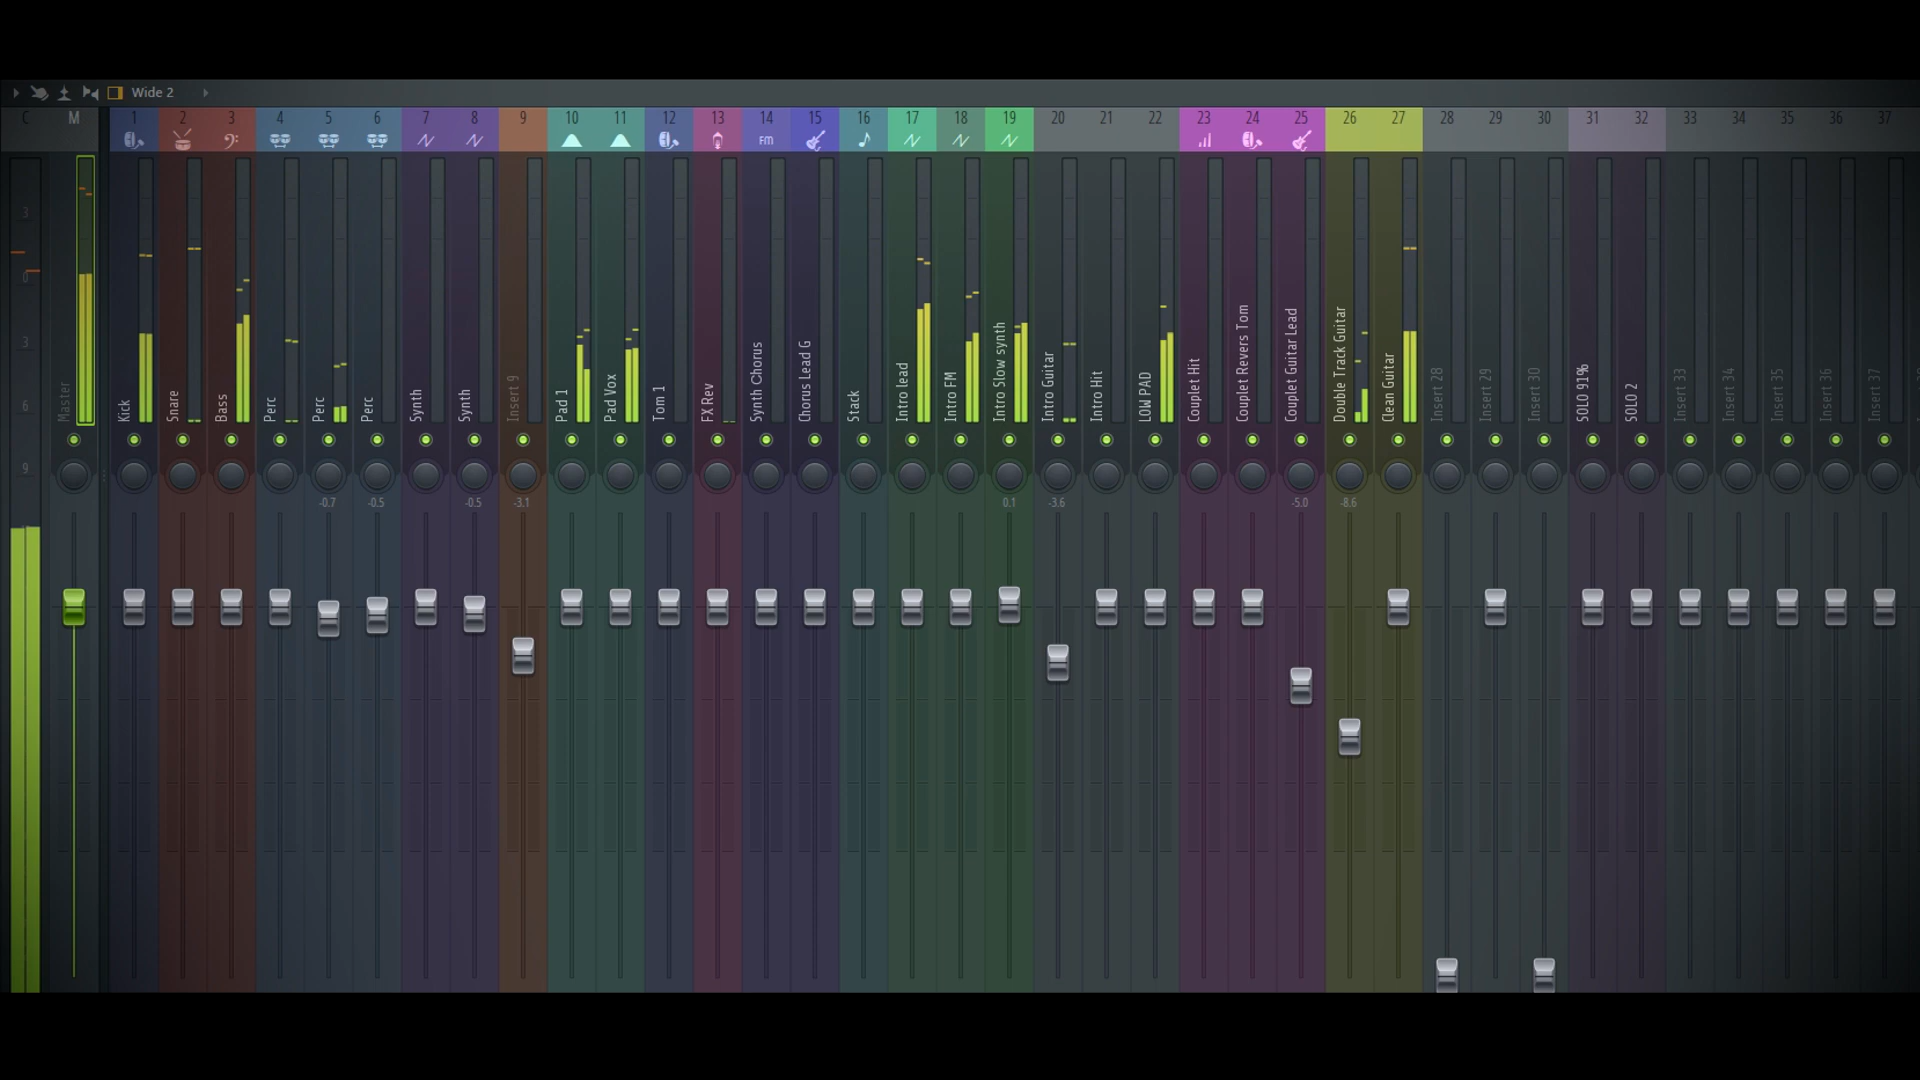 Wide 2
C M 1 2 3 4 5 6 7 8 9 10 11 12 13 14 15 16 17 18 19 20 21 22 23 24 25 26 27 28 29 30 31 32 33 34 35 36 37
FM
3
0
3
6
9
Master
Kick
Snare
Bass
Perc
Perc
Perc
Synth
Synth
Insert 9
Pad 1
Pad Vox
Tom 1
FX Rev
Synth Chorus
Chorus Lead G
Stack
Intro lead
Intro FM
Intro Slow synth
Intro Guitar
Intro Hit
LOW PAD
Couplet Hit
Couplet Revers Tom
Couplet Guitar Lead
Double Track Guitar
Clean Guitar
Insert 28
Insert 29
Insert 30
SOLO 91%
SOLO 2
Insert 33
Insert 34
Insert 35
Insert 36
Insert 37
-0.7 -0.5 -0.5 -3.1 0.1 -3.6 -5.0 -8.6